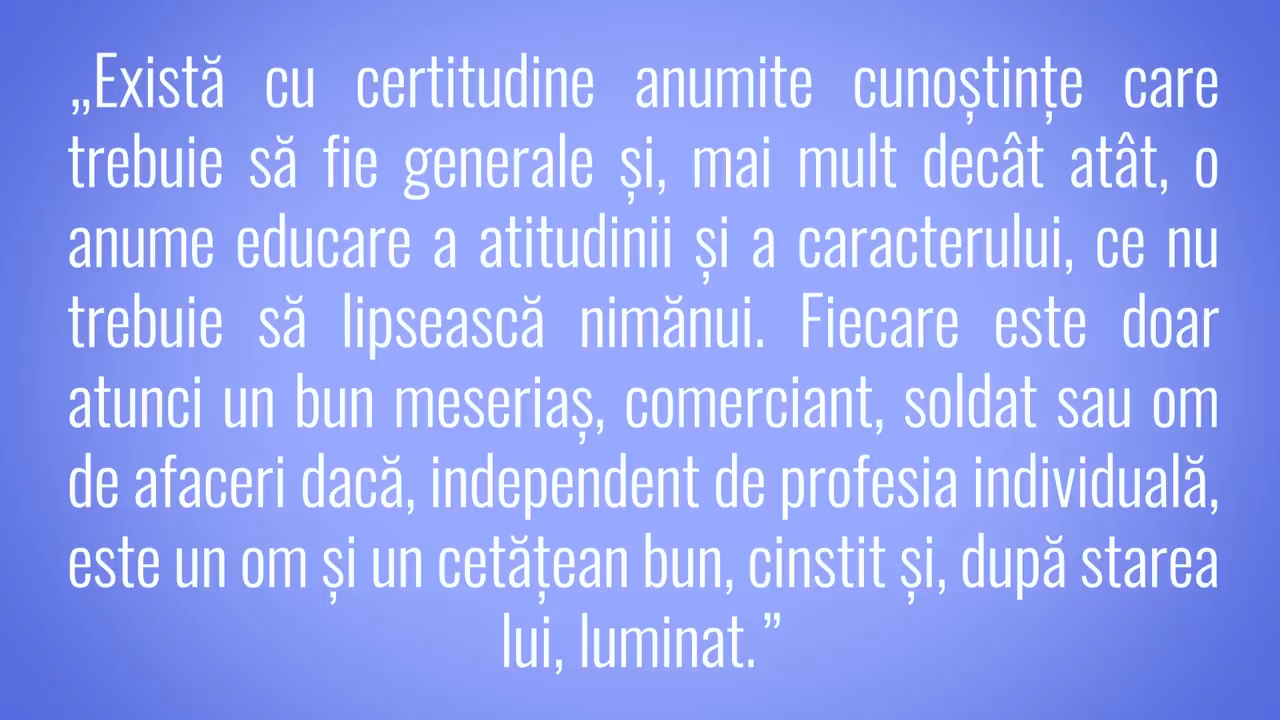 „Există cu certitudine anumite cunoștințe care
trebuie să fie generale și, mai mult decât atât, o
anume educare a atitudinii și a caracterului, ce nu
trebuie să lipsească nimănui. Fiecare este doar
atunci un bun meseriaș, comerciant, soldat sau om
de afaceri dacă, independent de profesia individuală,
este un om și un cetățean bun, cinstit și, după starea
lui, luminat.”